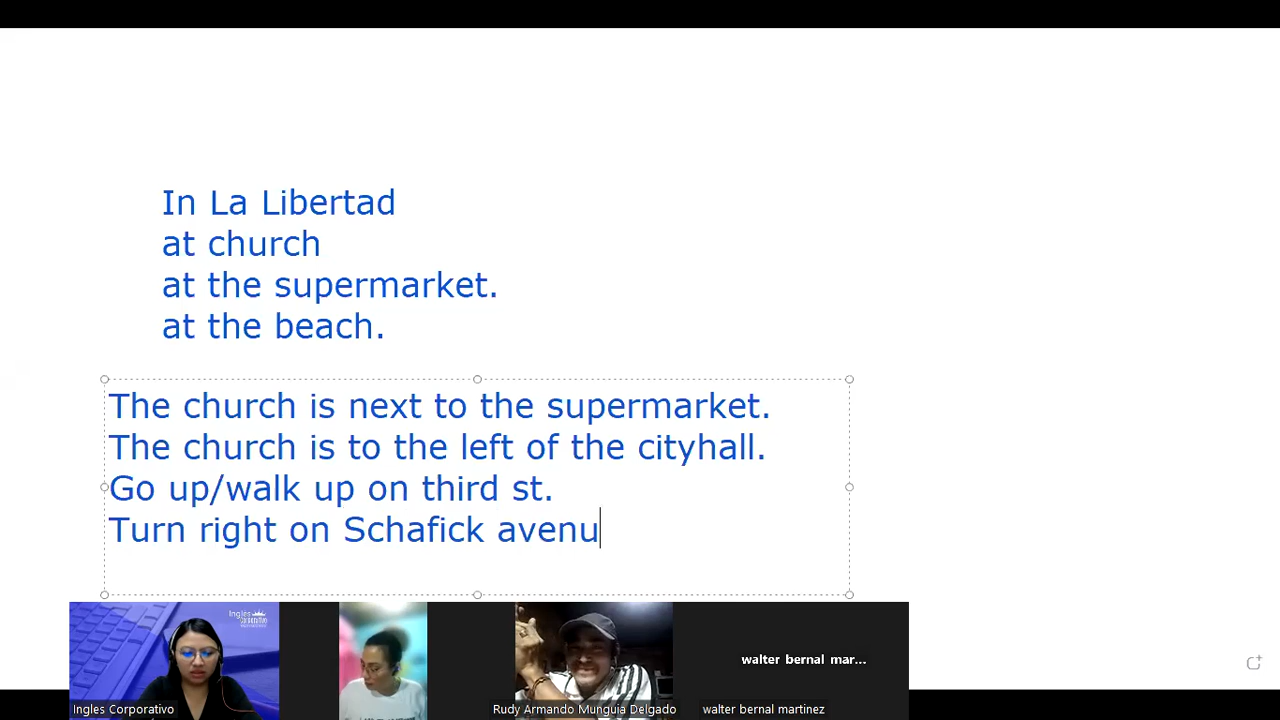 In La Libertad
at church
at the supermarket.
at the beach.
The church is next to the supermarket.
The church is to the left of the cityhall.
Go up/walk up on third st.
Turn right on Schafick avenu
Inglés
corporativo
walter bernal mar...
Ingles Corporativo
Rudy Armando Munguia Delgado
walter bernal martinez